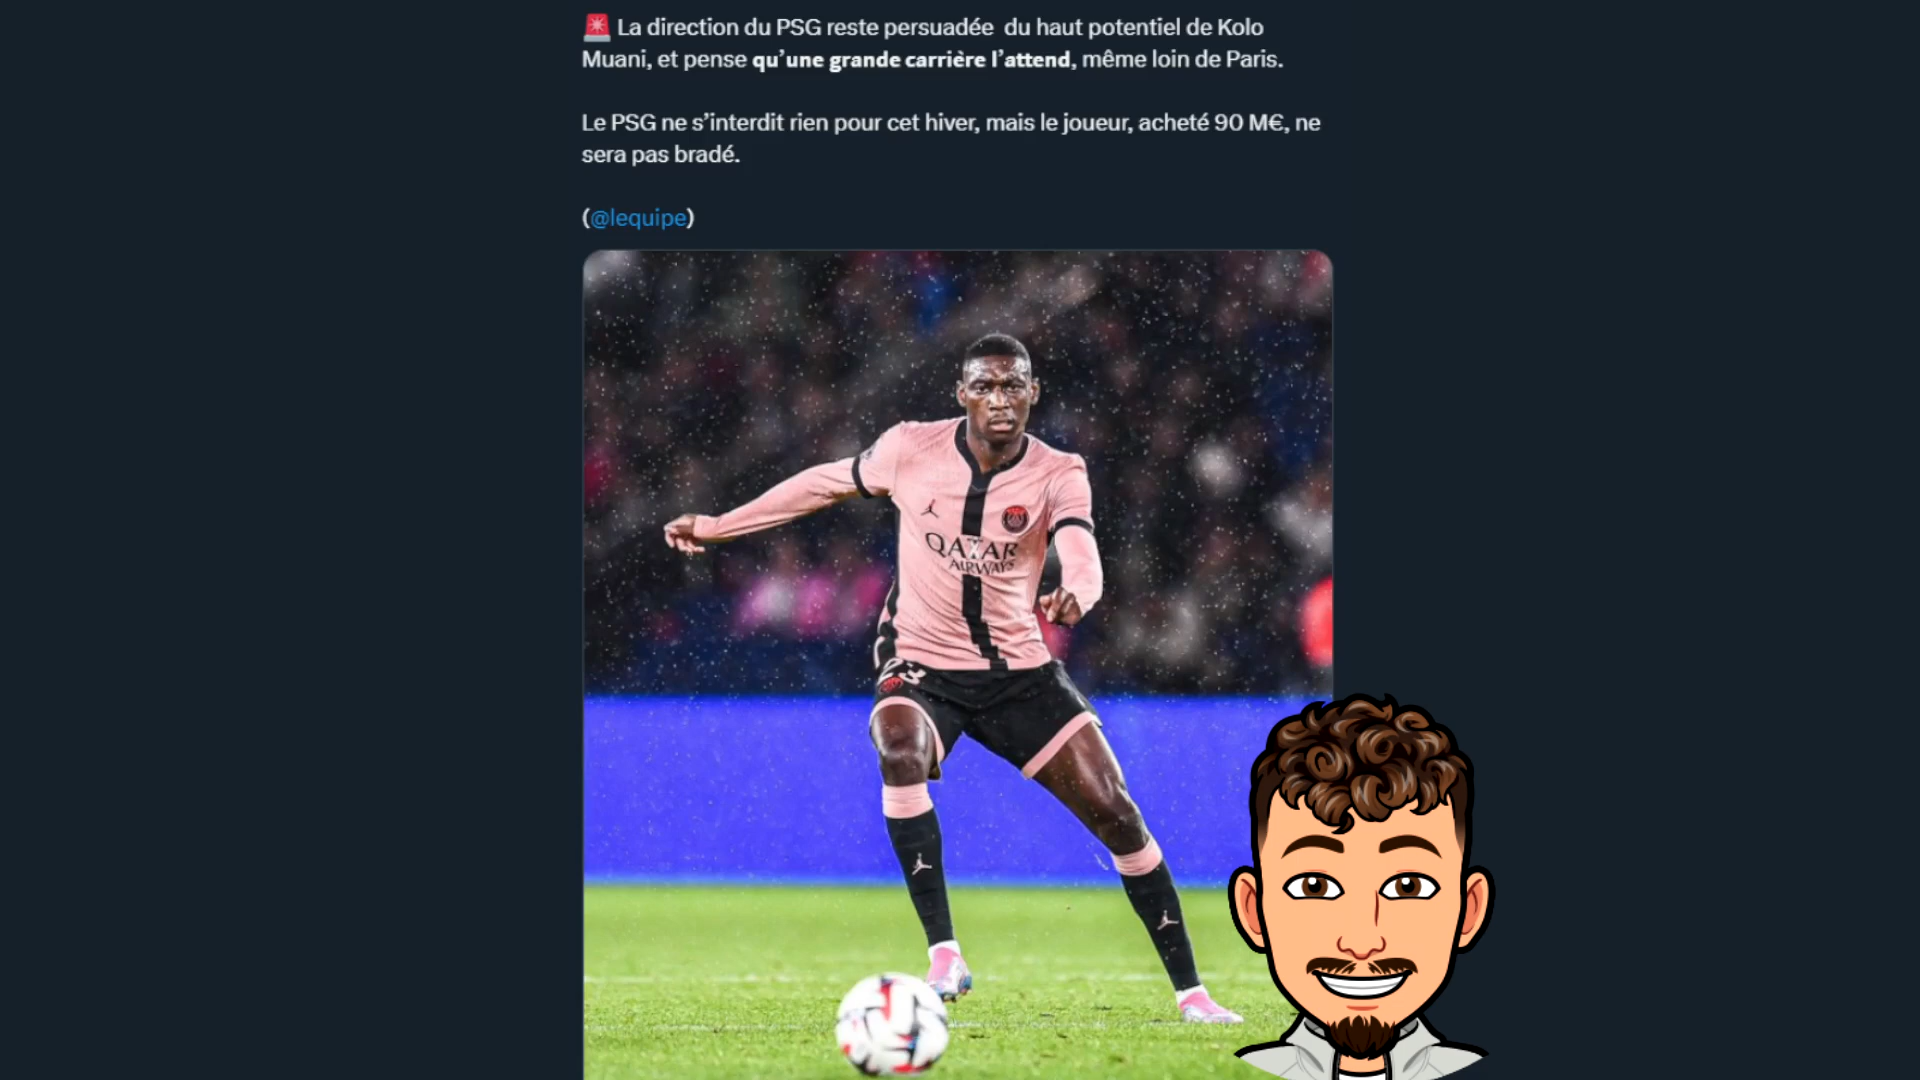 🚨 La direction du PSG reste persuadée du haut potentiel de Kolo
Muani, et pense qu’une grande carrière l’attend, même loin de Paris.
Le PSG ne s’interdit rien pour cet hiver, mais le joueur, acheté 90 M€, ne
sera pas bradé.
(@lequipe)
QATAR
AIRWAYS
23